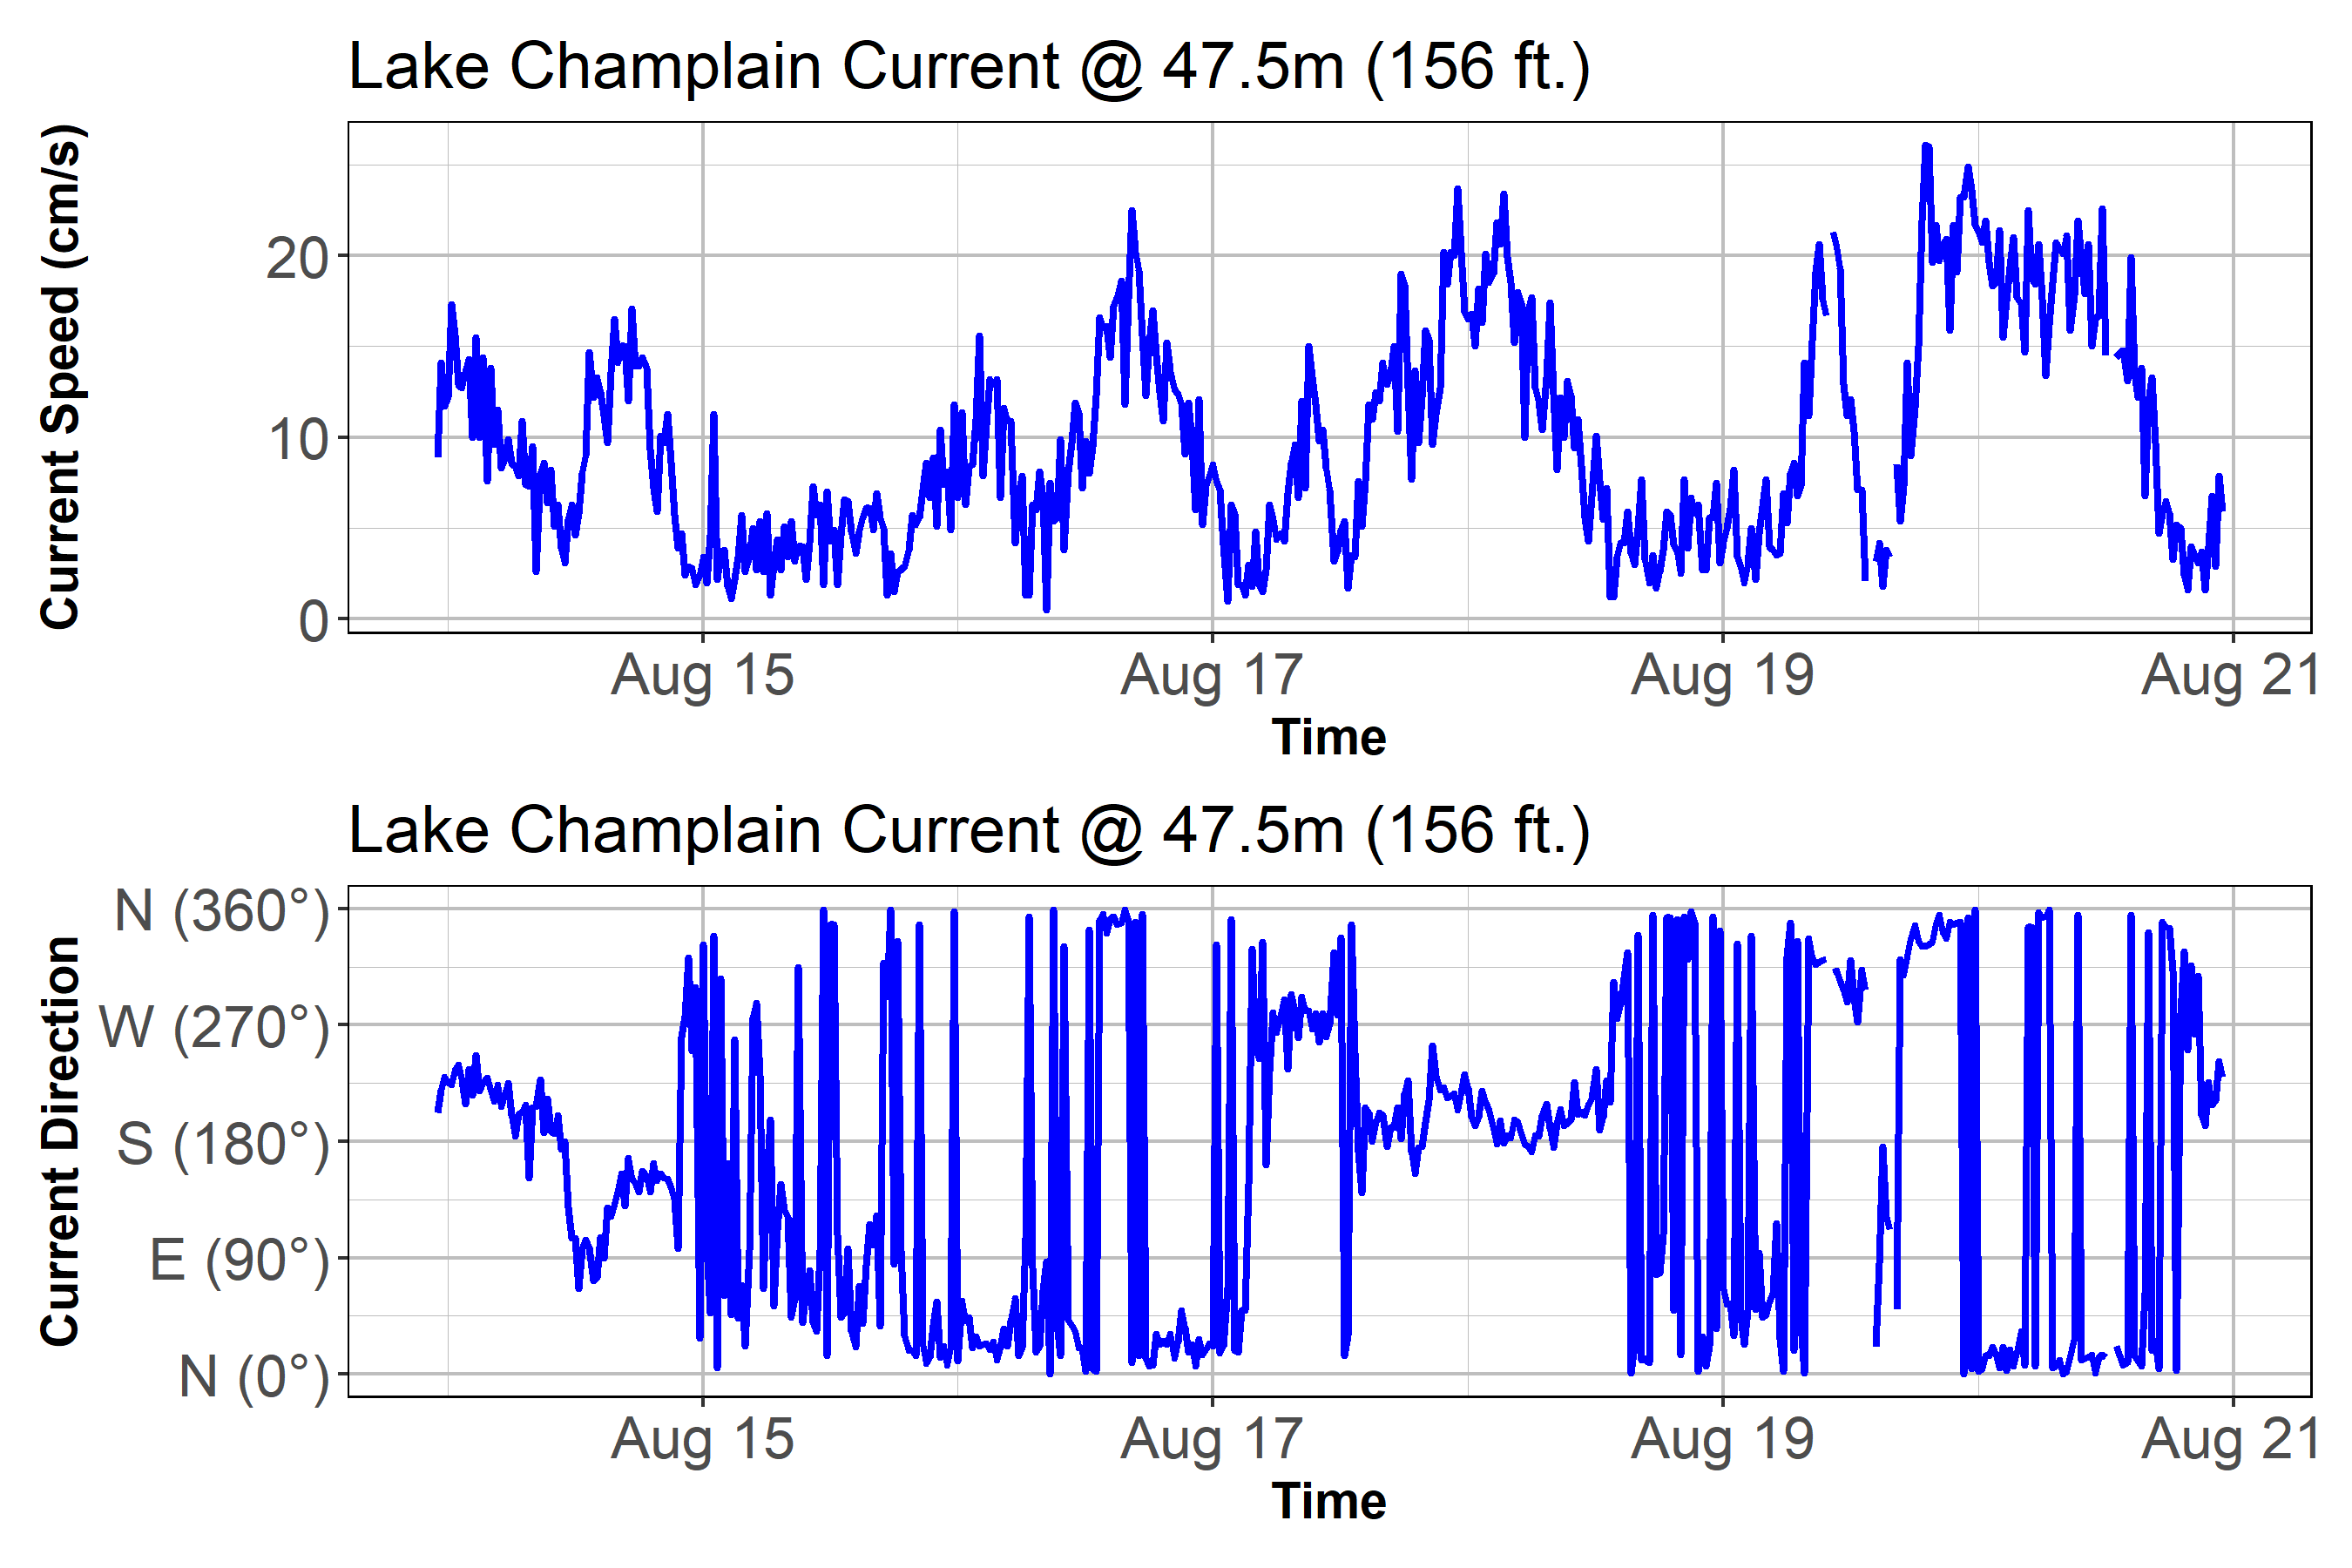 Lake Champlain Current @ 47.5m (156 ft.)
Current Speed (cm/s)
20
10
0
Aug 15 Aug 17 Aug 19 Aug 21
Time
Lake Champlain Current @ 47.5m (156 ft.)
Current Direction
N (360°)
W (270°)
S (180°)
E (90°)
N (0°)
Aug 15 Aug 17 Aug 19 Aug 21
Time